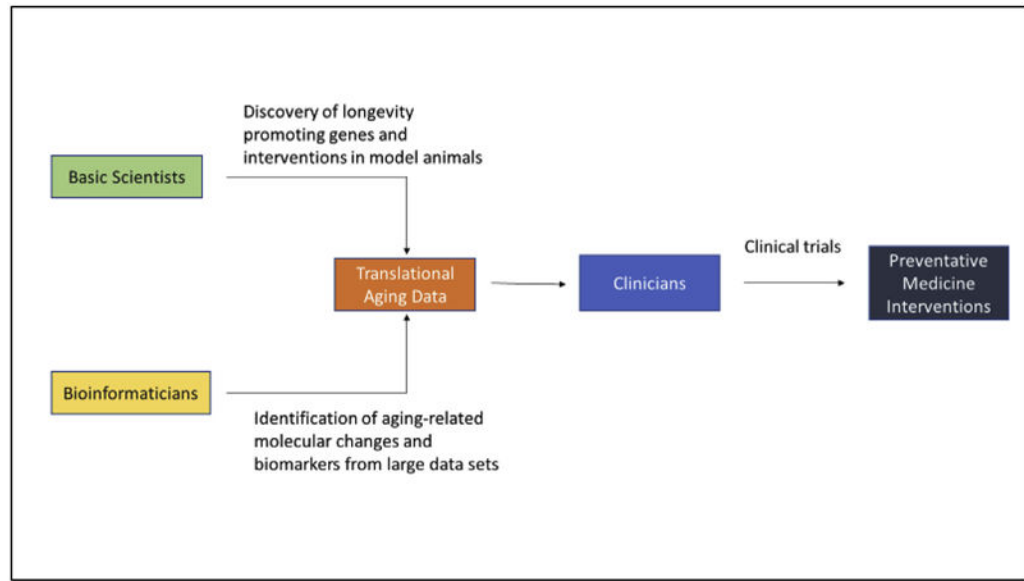 Discovery of longevity
promoting genes and
interventions in model animals
Basic Scientists
Translational
Aging Data
Clinicians
Clinical trials
Preventative
Medicine
Interventions
Bioinformaticians
Identification of aging-related
molecular changes and
biomarkers from large data sets